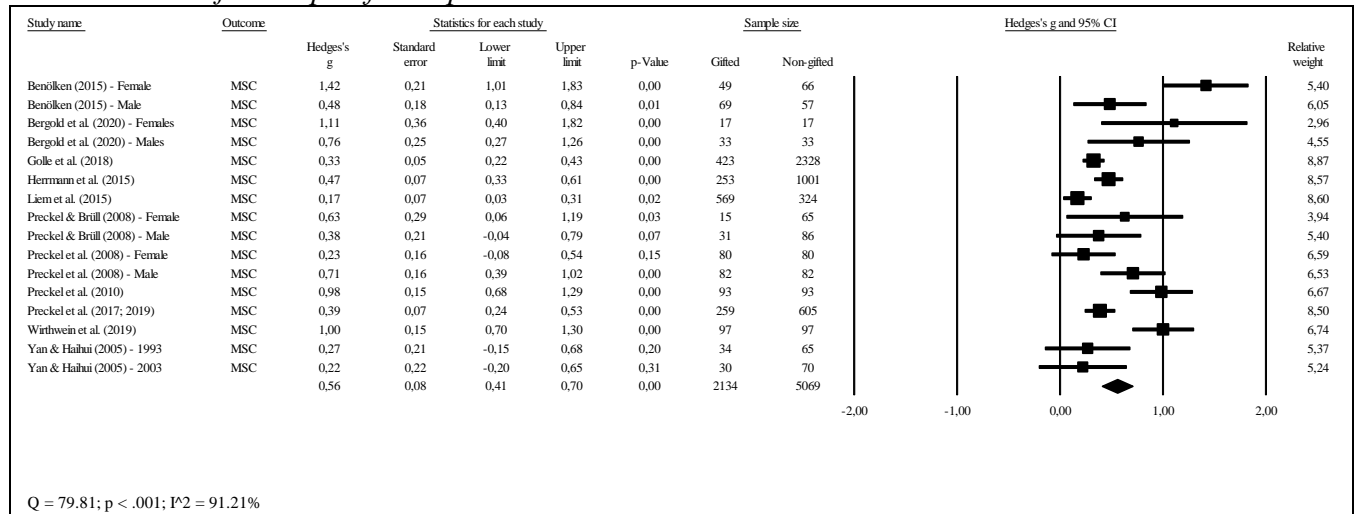 Study name Outcome Statistics for each study Sample size Hedges's g and 95% CI
Hedges's Standard Lower Upper Relative
g error limit limit p-Value Gifted Non-gifted weight
Benölken (2015) - Female MSC 1,42 0,21 1,01 1,83 0,00 49 66 5,40
Benölken (2015) - Male MSC 0,48 0,18 0,13 0,84 0,01 69 57 6,05
Bergold et al. (2020) - Females MSC 1,11 0,36 0,40 1,82 0,00 17 17 2,96
Bergold et al. (2020) - Males MSC 0,76 0,25 0,27 1,26 0,00 33 33 4,55
Golle et al. (2018) MSC 0,33 0,05 0,22 0,43 0,00 423 2328 8,87
Herrmann et al. (2015) MSC 0,47 0,07 0,33 0,61 0,00 253 1001 8,57
Liem et al. (2015) MSC 0,17 0,07 0,03 0,31 0,02 569 324 8,60
Preckel & Brüll (2008) - Female MSC 0,63 0,29 0,06 1,19 0,03 15 65 3,94
Preckel & Brüll (2008) - Male MSC 0,38 0,21 -0,04 0,79 0,07 31 86 5,40
Preckel et al. (2008) - Female MSC 0,23 0,16 -0,08 0,54 0,15 80 80 6,59
Preckel et al. (2008) - Male MSC 0,71 0,16 0,39 1,02 0,00 82 82 6,53
Preckel et al. (2010) MSC 0,98 0,15 0,68 1,29 0,00 93 93 6,67
Preckel et al. (2017; 2019) MSC 0,39 0,07 0,24 0,53 0,00 259 605 8,50
Wirthwein et al. (2019) MSC 1,00 0,15 0,70 1,30 0,00 97 97 6,74
Yan & Haihui (2005) - 1993 MSC 0,27 0,21 -0,15 0,68 0,20 34 65 5,37
Yan & Haihui (2005) - 2003 MSC 0,22 0,22 -0,20 0,65 0,31 30 70 5,24
0,56 0,08 0,41 0,70 0,00 2134 5069
-2,00 -1,00 0,00 1,00 2,00
Q = 79.81; p < .001; I^2 = 91.21%